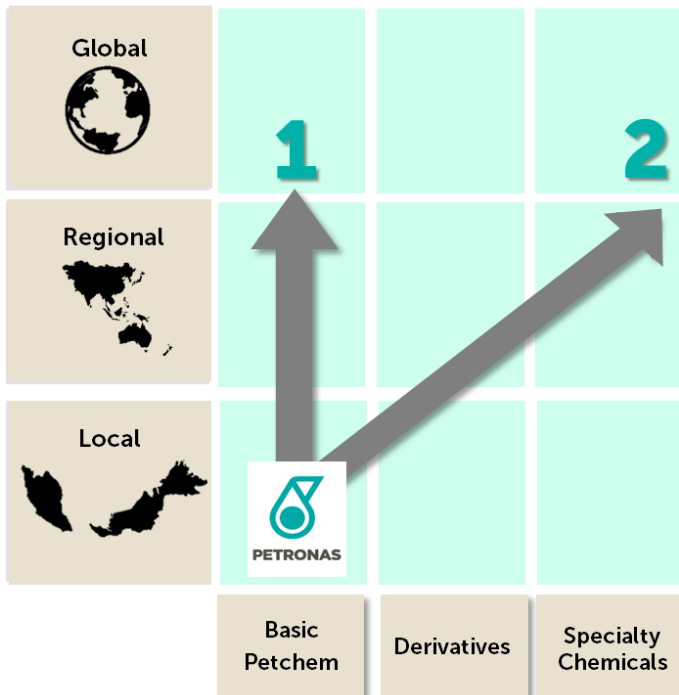 Global
1
2
Regional
Local
PETRONAS
Basic
Petchem
Derivatives
Specialty
Chemicals